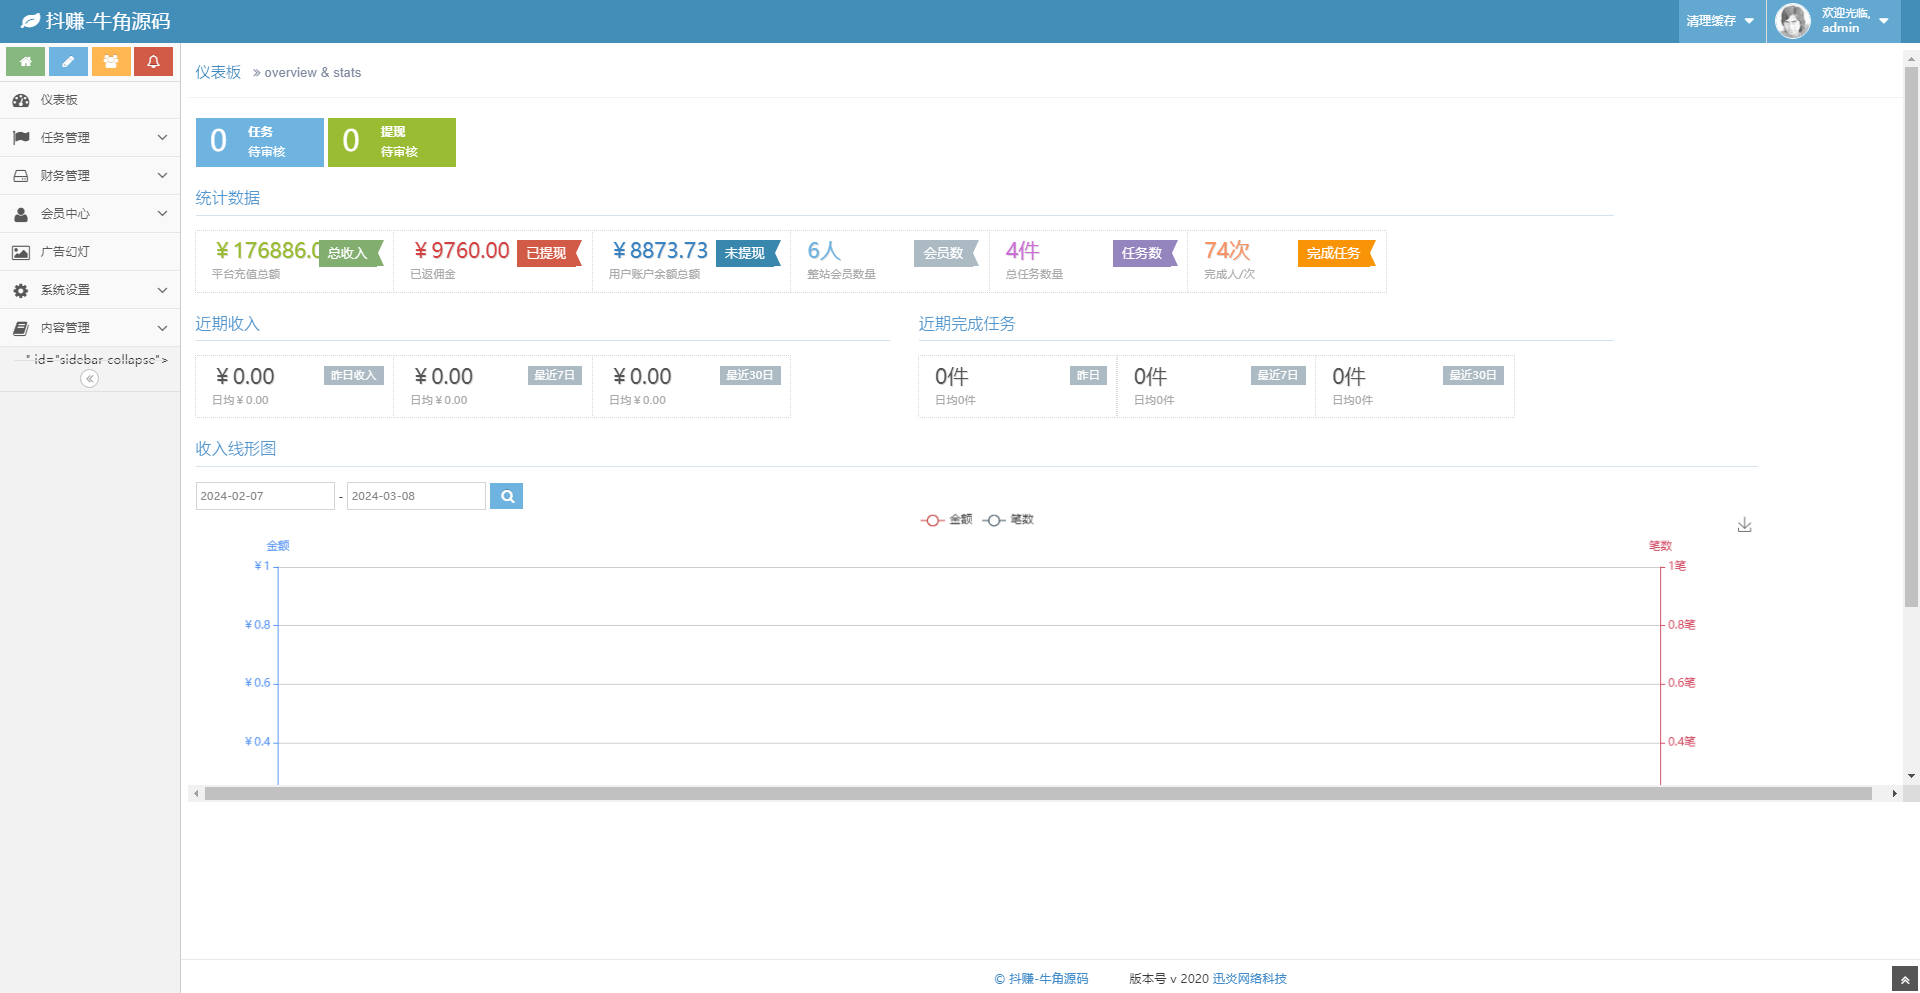 抖赚-牛角源码
清理缓存
欢迎光临,
admin
仪表板
任务管理
财务管理
会员中心
广告幻灯
系统设置
内容管理
" id="sidebar-collapse">
仪表板 » overview & stats
0 任务 待审核
0 提现 待审核
统计数据
￥176886.0 总收入
平台充值总额
￥9760.00 已提现
已返佣金
￥8873.73 未提现
用户账户余额总额
6人 会员数
整站会员数量
4件 任务数
总任务数量
74次 完成任务
完成人/次
近期收入
￥0.00 昨日收入
日均￥0.00
￥0.00 最近7日
日均￥0.00
￥0.00 最近30日
日均￥0.00
近期完成任务
0件 昨日
日均0件
0件 最近7日
日均0件
0件 最近30日
日均0件
收入线形图
2024-02-07 - 2024-03-08
金额 笔数
金额 笔数
￥1 1笔
￥0.8 0.8笔
￥0.6 0.6笔
￥0.4 0.4笔
© 抖赚-牛角源码 版本号 v 2020 迅炎网络科技